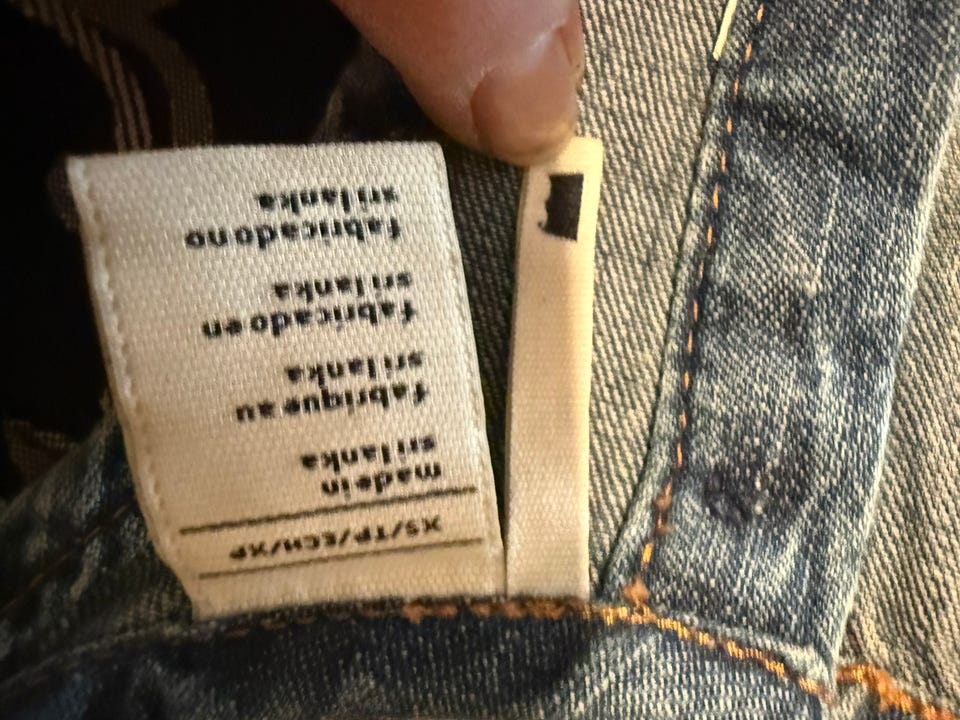 XS/TP/ECH/XP
made in
sri lanka
fabrique au
sri lanka
fabricado en
sri lanka
fabricado no
sri lanka